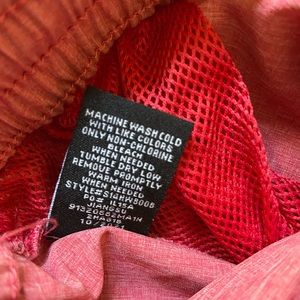 MACHINE WASH COLD
WITH LIKE COLORS
ONLY NON-CHLORINE
BLEACH
WHEN NEEDED
TUMBLE DRY LOW
REMOVE PROMPTLY
WARM IRON
WHEN NEEDED
JIANGSU